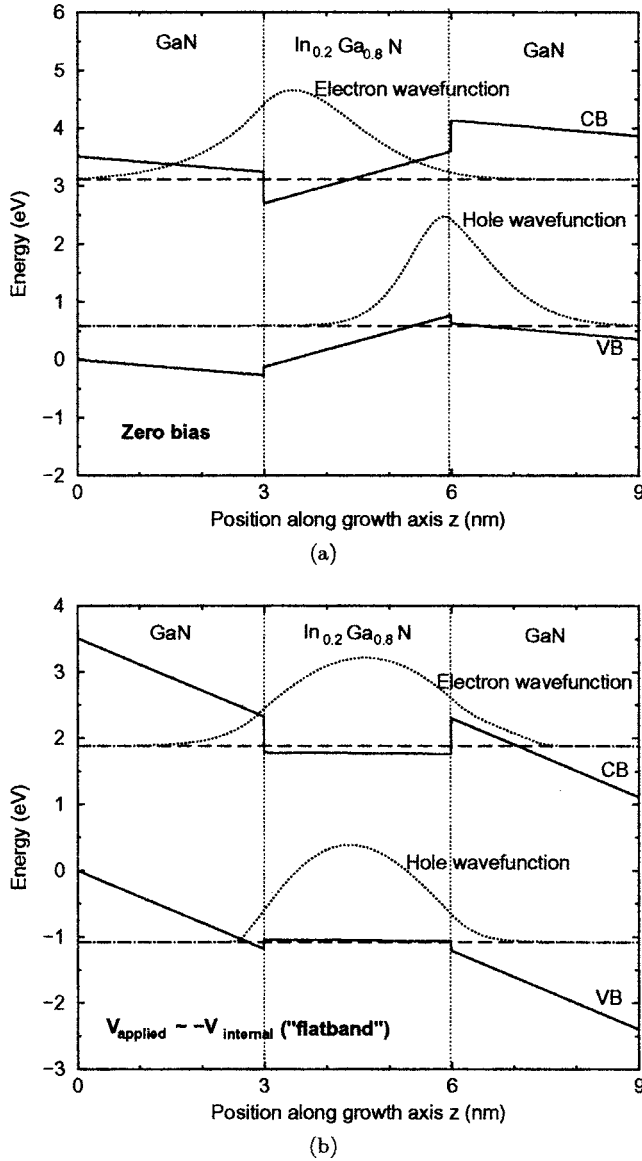 6
GaN
In0.2 Ga0.8 N
GaN
5
Electron wavefunction
CB
4
3
Hole wavefunction
2
1
0
VB
−1
Zero bias
−2
0
3
6
9
Energy (eV)
Position along growth axis z (nm)
(a)
4
GaN
In0.2 Ga0.8 N
GaN
3
Electron wavefunction
2
CB
1
0
Hole wavefunction
−1
VB
−2
Vapplied ~ −V internal ("flatband")
−3
0
3
6
9
Energy (eV)
Position along growth axis z (nm)
(b)